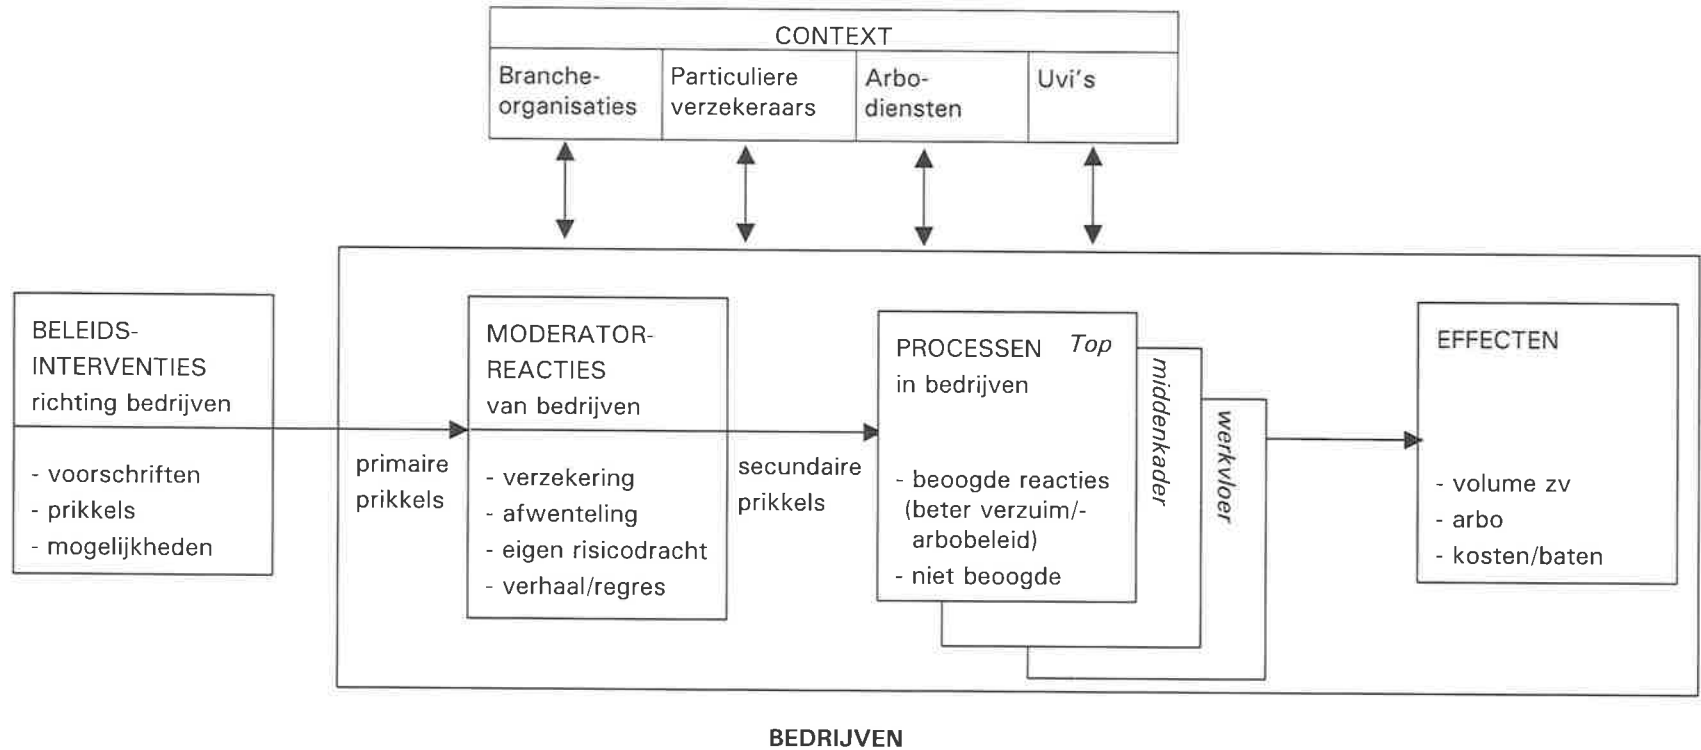 CONTEXT
Branche-
organisaties
Particuliere
verzekeraars
Arbo-
diensten
Uvi's
BELEIDS-
INTERVENTIES
richting bedrijven
- voorschriften
- prikkels
- mogelijkheden
primaire
prikkels
MODERATOR-
REACTIES
van bedrijven
- verzekering
- afwenteling
- eigen risicodracht
- verhaal/regres
secundaire
prikkels
PROCESSEN Top
in bedrijven
- beoogde reacties
(beter verzuim/-
arbobeleid)
- niet beoogde
middenkader
werkvloer
EFFECTEN
- volume zv
- arbo
- kosten/baten
BEDRIJVEN